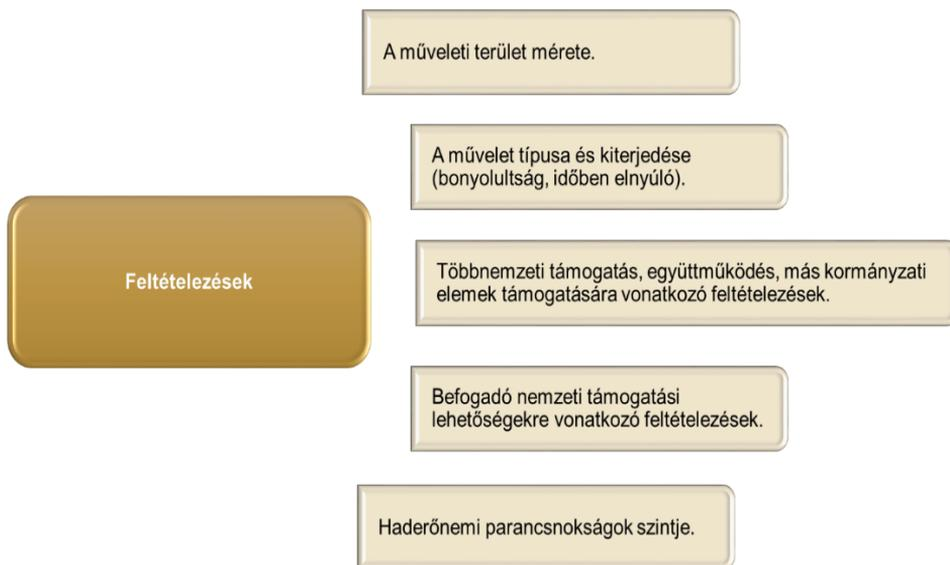 A műveleti terület mérete.
A művelet típusa és kiterjedése
(bonyolultság, időben elnyúló).
Feltételezések
Többnemzeti támogatás, együttműködés, más kormányzati
elemek támogatására vonatkozó feltételezések.
Befogadó nemzeti támogatási
lehetőségekre vonatkozó feltételezések.
Haderőnemi parancsnokságok szintje.